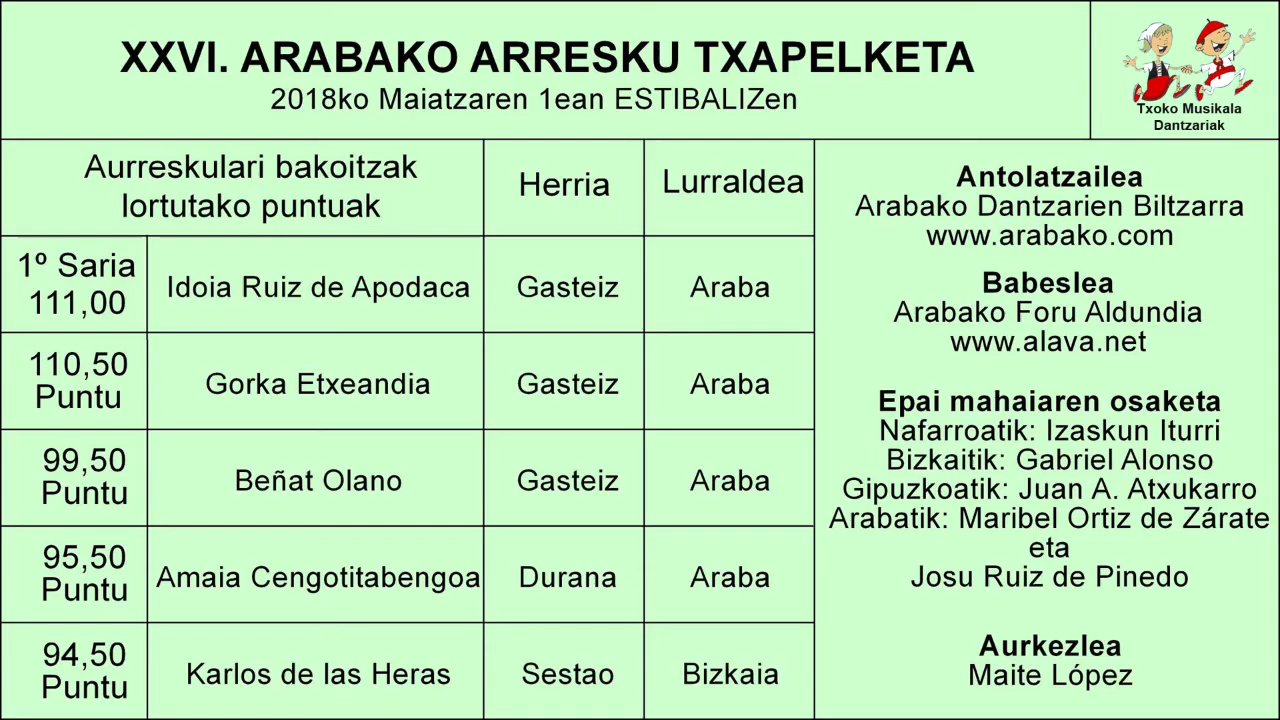 XXVI. ARABAKO ARRESKU TXAPELKETA
2018ko Maiatzaren 1ean ESTIBALIZen
Txoko Musikala
Dantzariak
Aurreskulari bakoitzak
lortutako puntuak
Herria
Lurraldea
1º Saria
111,00
Idoia Ruiz de Apodaca
Gasteiz
Araba
110,50
Puntu
Gorka Etxeandia
Gasteiz
Araba
99,50
Puntu
Beñat Olano
Gasteiz
Araba
95,50
Puntu
Amaia Cengotitabengoa
Durana
Araba
94,50
Puntu
Karlos de las Heras
Sestao
Bizkaia
Antolatzailea
Arabako Dantzarien Biltzarra
www.arabako.com
Babeslea
Arabako Foru Aldundia
www.alava.net
Epai mahaiaren osaketa
Nafarroatik: Izaskun Iturri
Bizkaitik: Gabriel Alonso
Gipuzkoatik: Juan A. Atxukarro
Arabatik: Maribel Ortiz de Zárate
eta
Josu Ruiz de Pinedo
Aurkezlea
Maite López